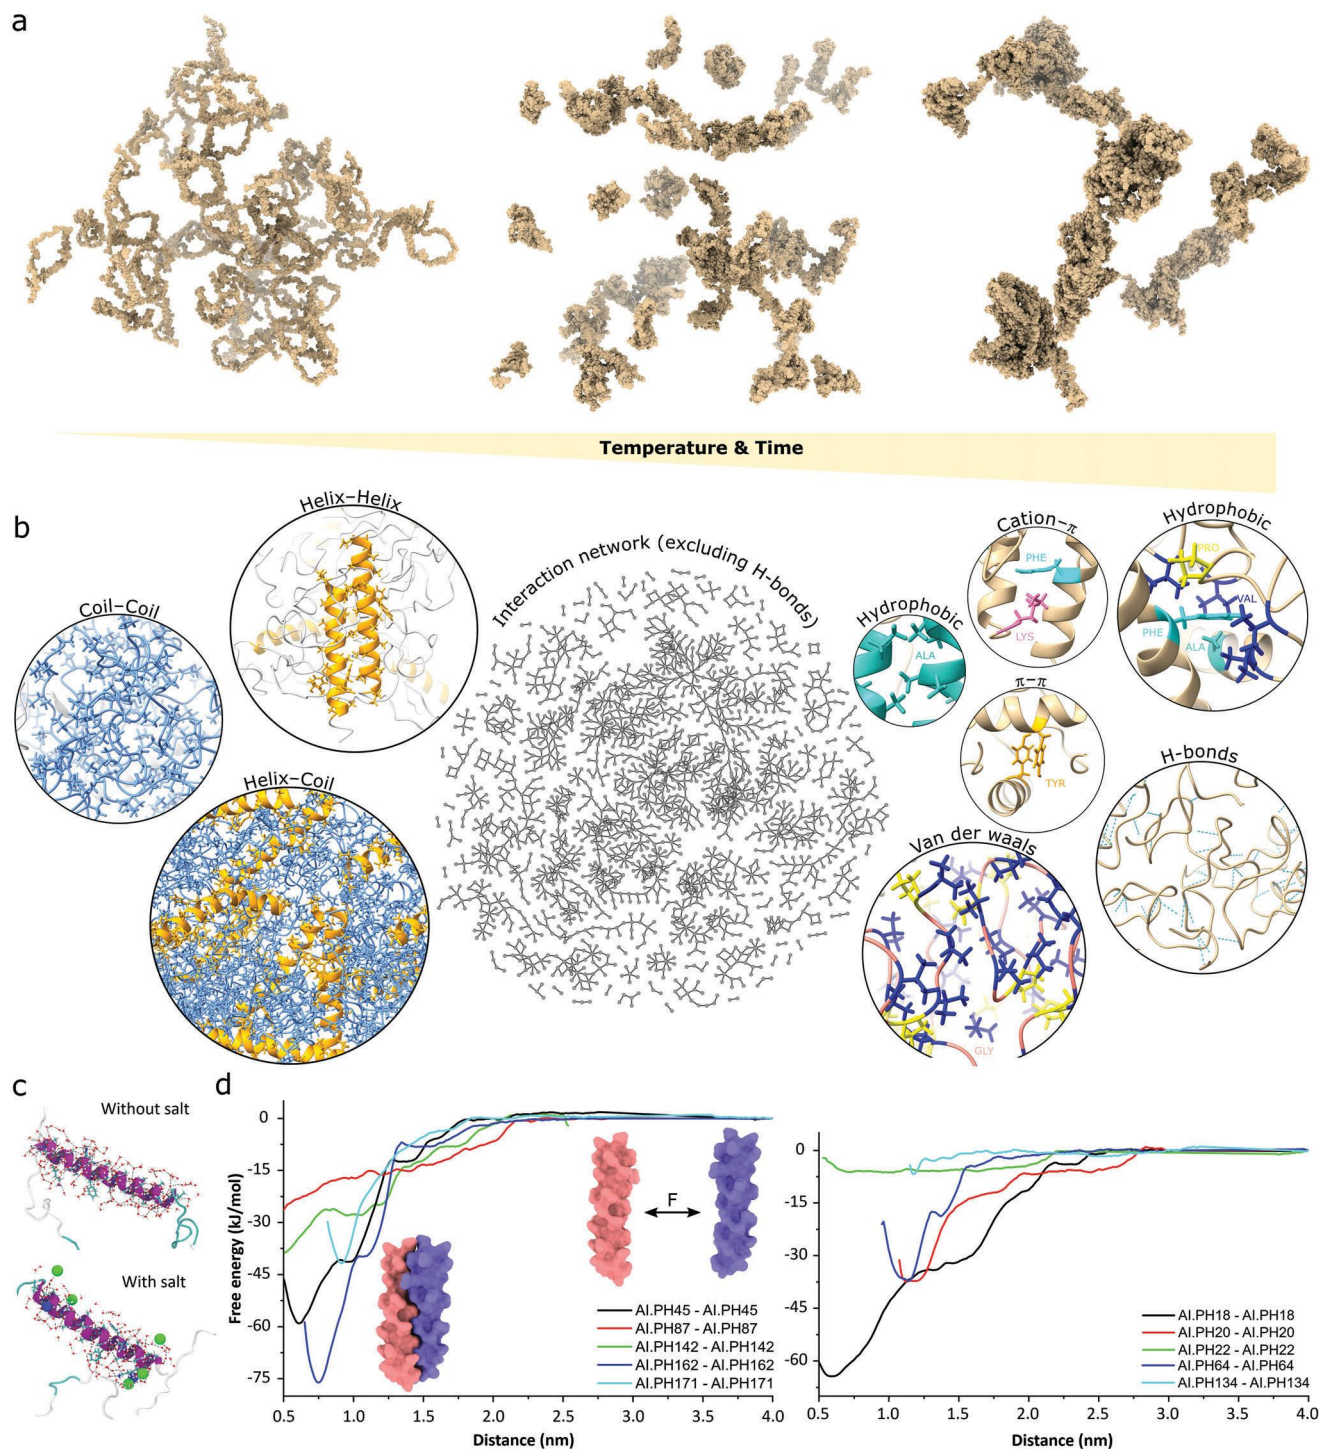 a
Temperature & Time
b
Helix–Helix
Coil–Coil
Helix–Coil
Interaction network (excluding H-bonds)
Cation–π
PHE
LYS
Hydrophobic
PRO
VAL
PHE
ALA
Hydrophobic
ALA
π–π
TYR
H-bonds
Van der waals
GLY
c
Without salt
With salt
d
Free energy (kJ/mol)
0
-15
-30
-45
-60
-75
F
AI.PH45 - AI.PH45
AI.PH87 - AI.PH87
AI.PH142 - AI.PH142
AI.PH162 - AI.PH162
AI.PH171 - AI.PH171
0.5 1.0 1.5 2.0 2.5 3.0 3.5 4.0
Distance (nm)
0
-15
-30
-45
-60
AI.PH18 - AI.PH18
AI.PH20 - AI.PH20
AI.PH22 - AI.PH22
AI.PH64 - AI.PH64
AI.PH134 - AI.PH134
0.5 1.0 1.5 2.0 2.5 3.0 3.5 4.0
Distance (nm)